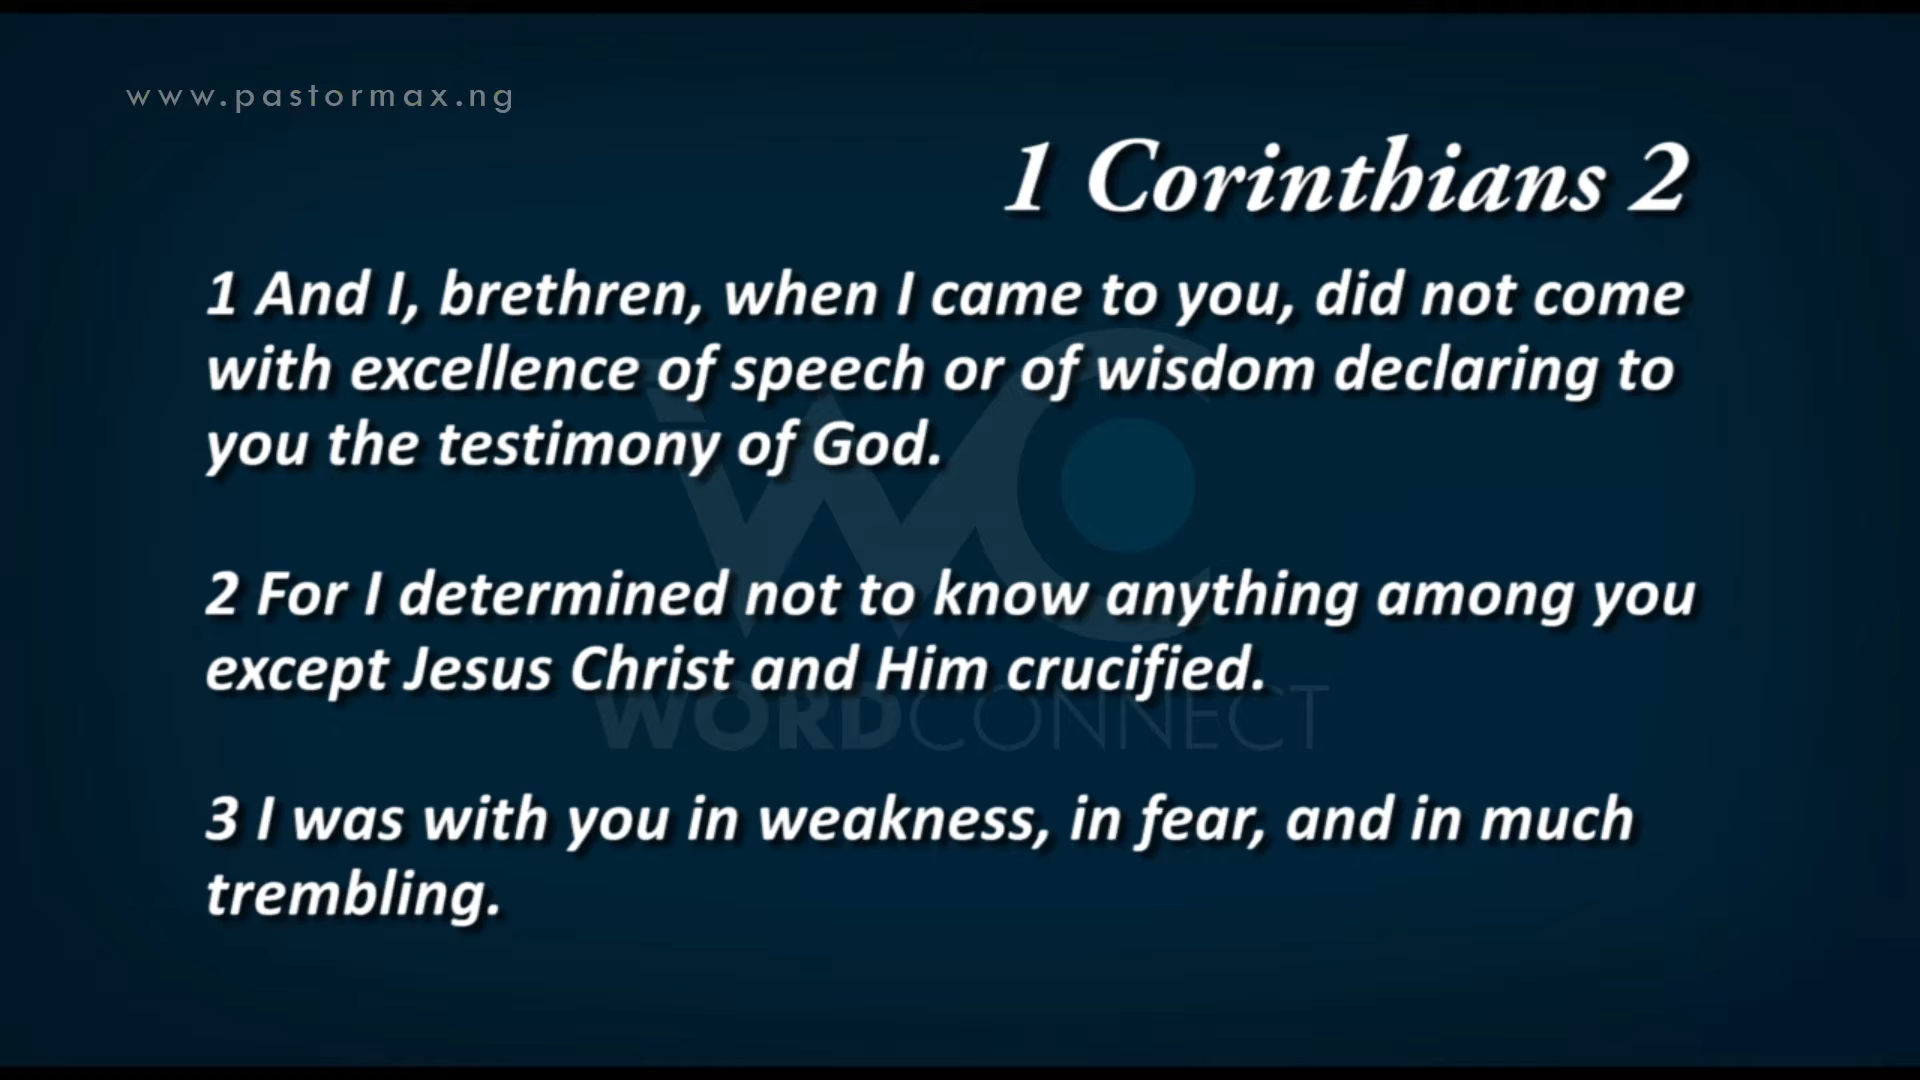 www.pastormax.ng
1 Corinthians 2
1 And I, brethren, when I came to you, did not come
with excellence of speech or of wisdom declaring to
you the testimony of God.
2 For I determined not to know anything among you
except Jesus Christ and Him crucified.
WORDCONNECT
3 I was with you in weakness, in fear, and in much
trembling.